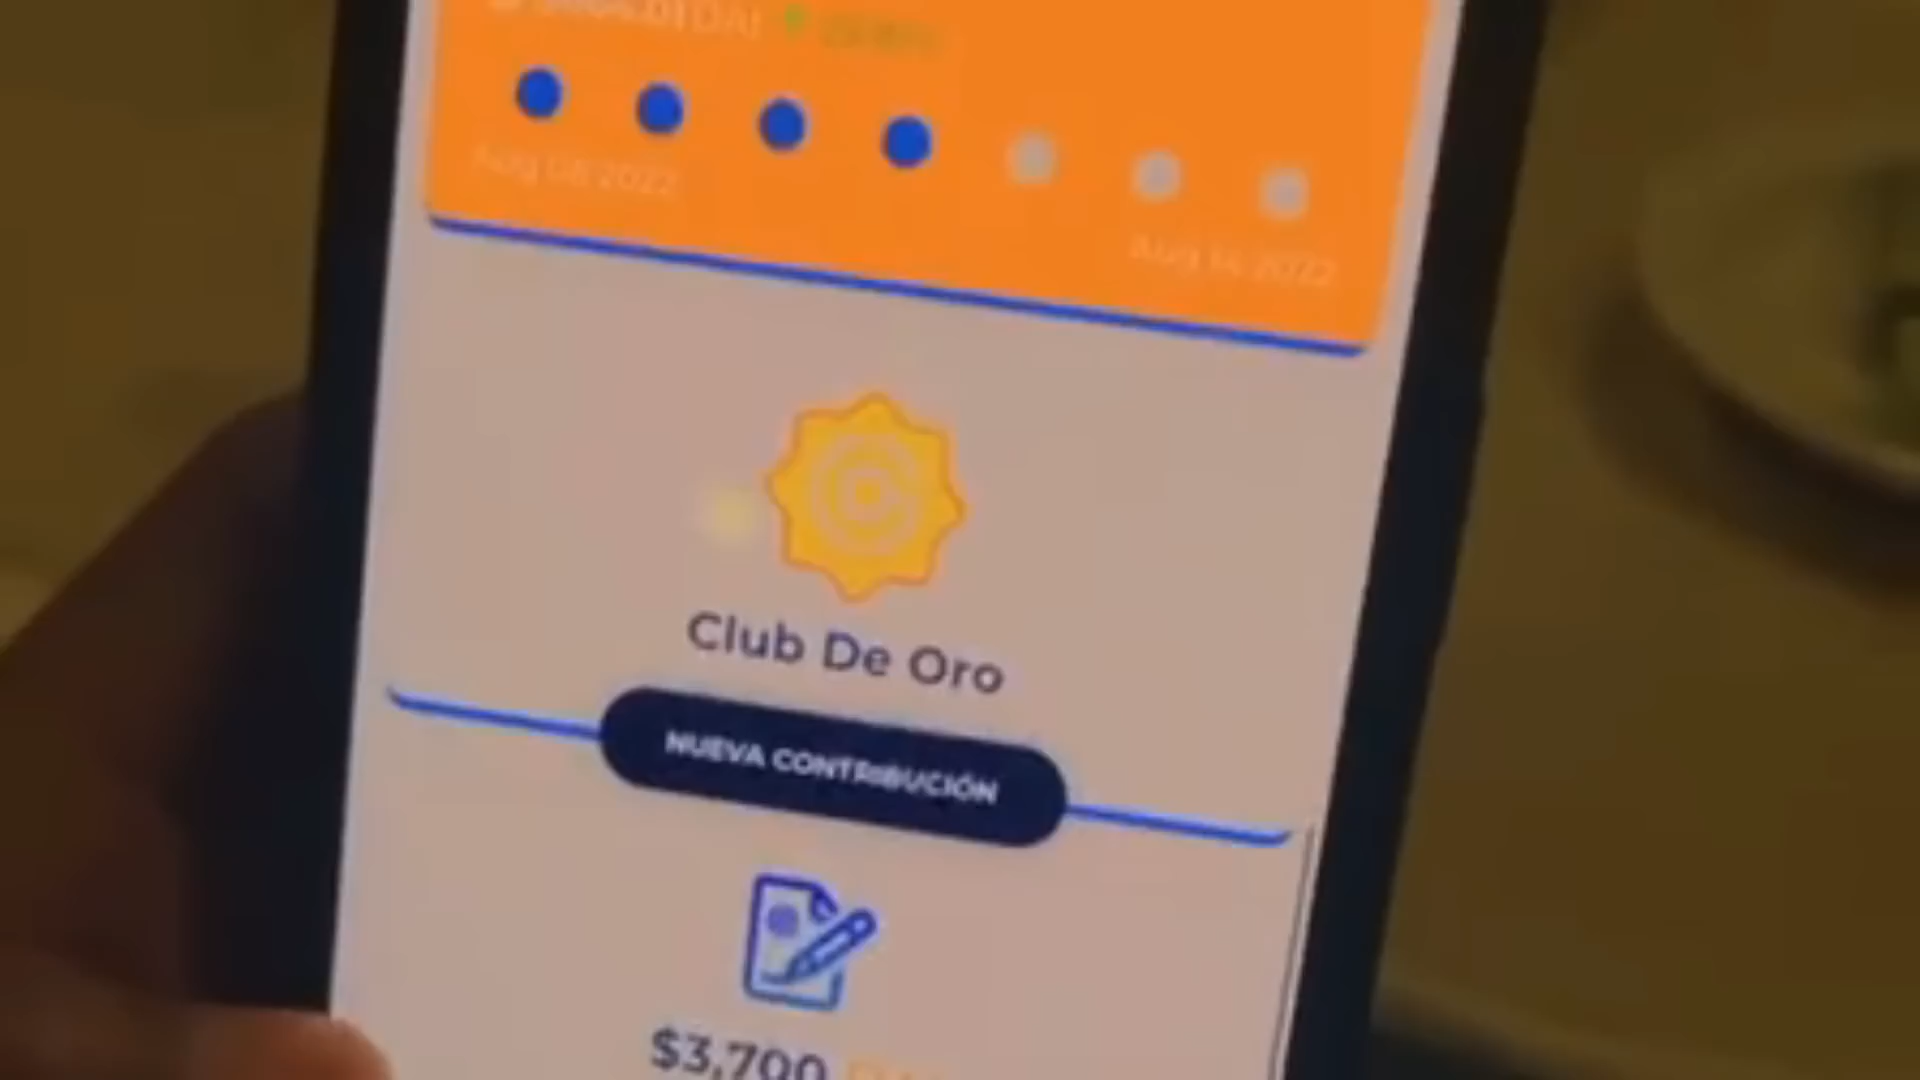 Aug 08 2022
Aug 14 2022
Club De Oro
NUEVA CONTRIBUCIÓN
$3,700